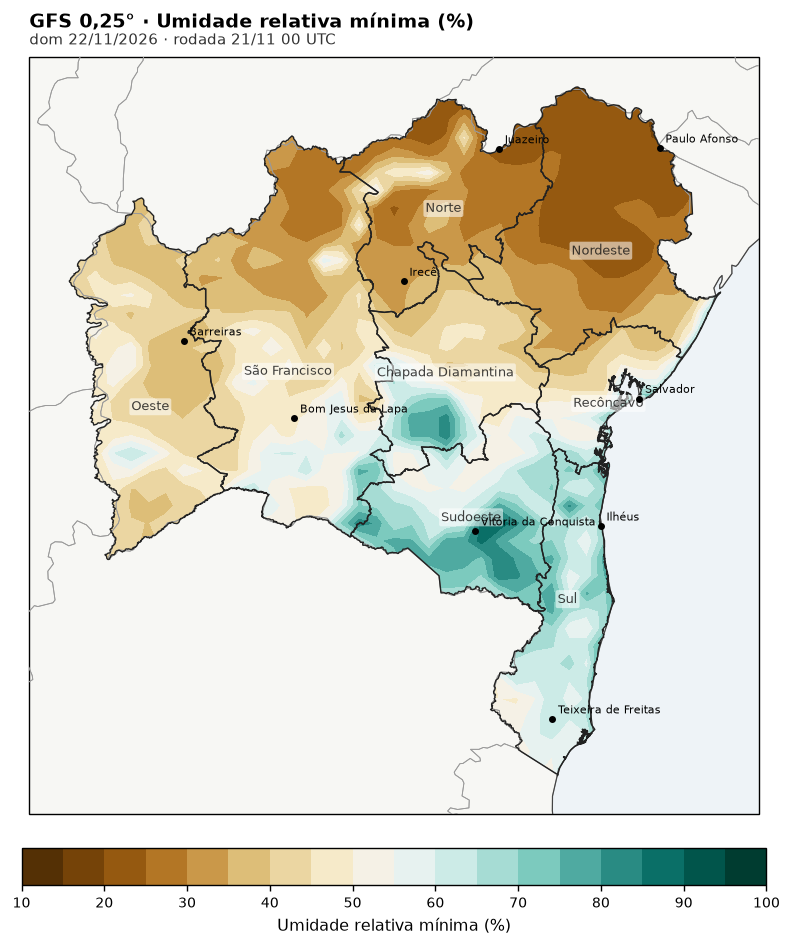 GFS 0,25° · Umidade relativa mínima (%)
dom 22/11/2026 · rodada 21/11 00 UTC
Juazeiro
Paulo Afonso
Norte
Nordeste
Irecê
Barreiras
São Francisco
Chapada Diamantina
Salvador
Oeste
Recôncavo
Bom Jesus da Lapa
Sudoeste
Vitória da Conquista
Ilhéus
Sul
Teixeira de Freitas
10 20 30 40 50 60 70 80 90 100
Umidade relativa mínima (%)